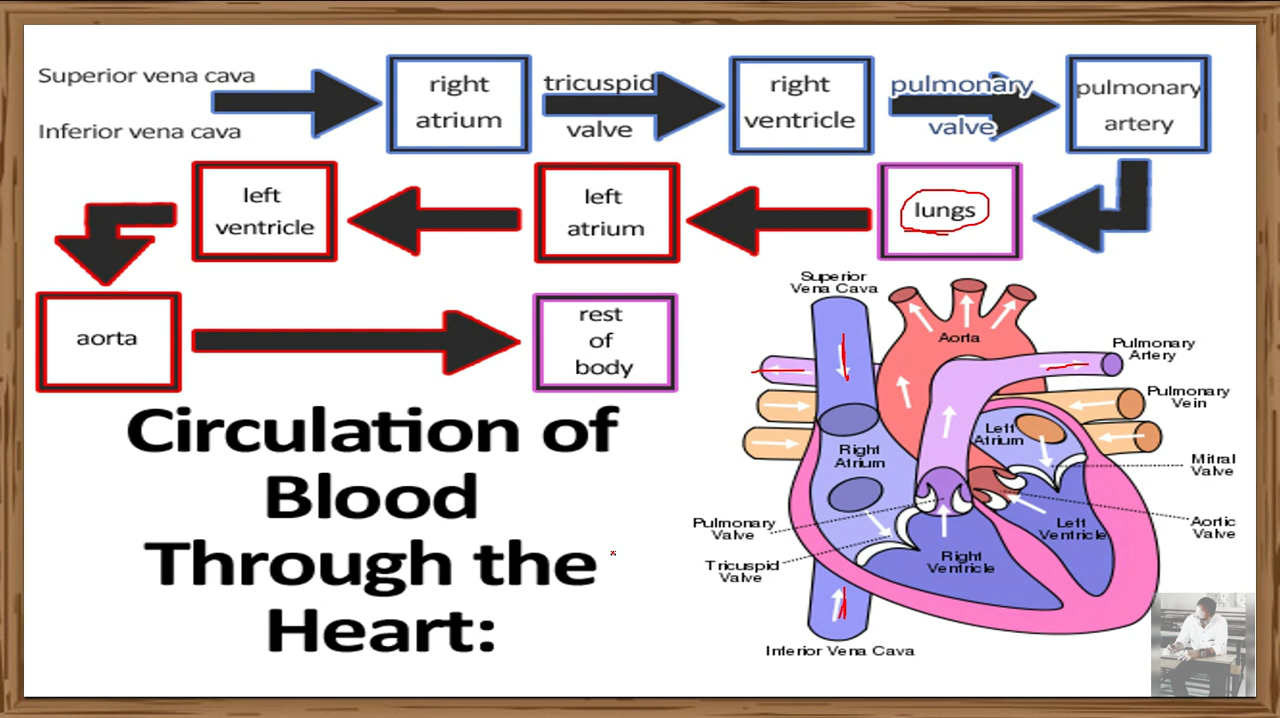 Superior vena cava
Inferior vena cava
right
atrium
tricuspid
valve
right
ventricle
pulmonary
valve
pulmonary
artery
left
ventricle
left
atrium
lungs
aorta
rest
of
body
Circulation of
Blood
Through the
Heart:
Superior
Vena Cava
Aorta
Pulmonary
Artery
Pulmonary
Vein
Left
Atrium
Right
Atrium
Mitral
Valve
Pulmonary
Valve
Left
Ventricle
Aortic
Valve
Tricuspid
Valve
Right
Ventricle
Inferior Vena Cava